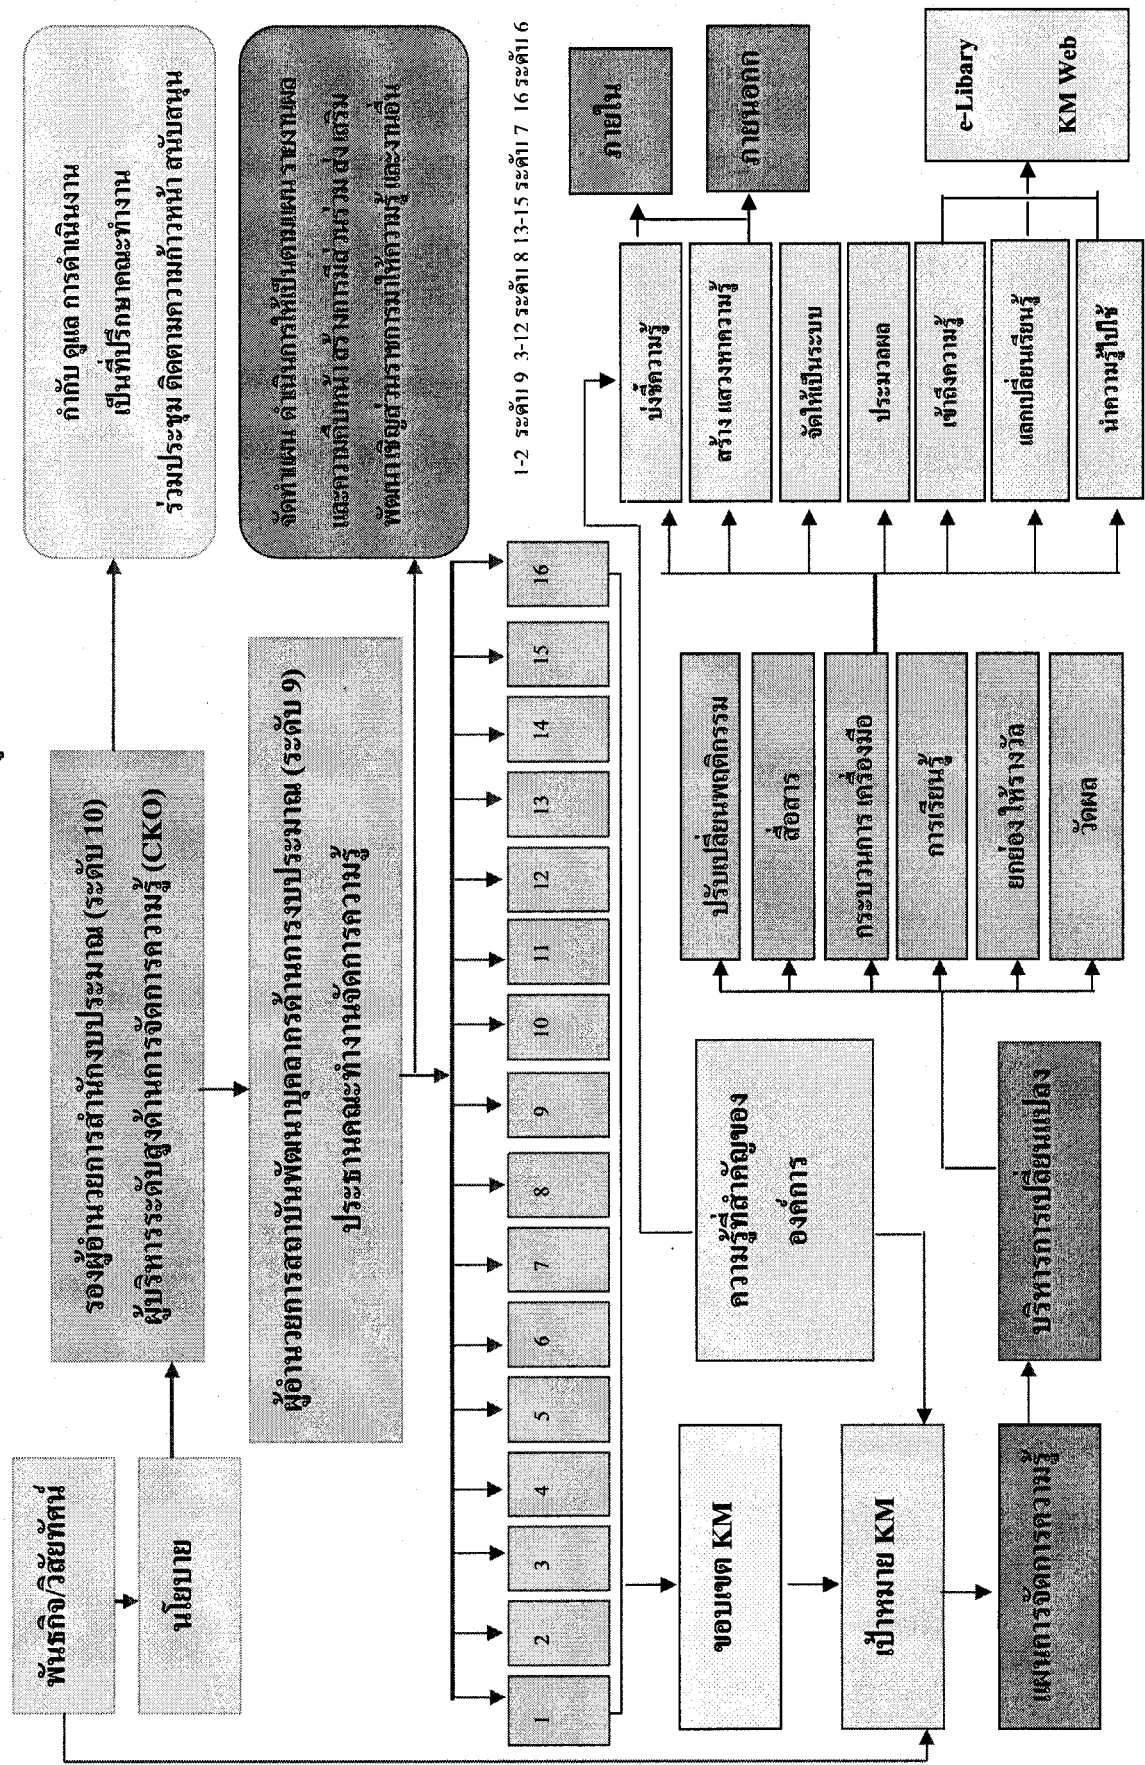 พันธกิจ/วิสัยทัศน์
นโยบาย
รองผู้อำนวยการสำนักงบประมาณ (ระดับ 10)
ผู้บริหารระดับสูงด้านการจัดการความรู้ (CKO)
กำกับ ดูแล การดำเนินงาน
เป็นที่ปรึกษาคณะทำงาน
ร่วมประชุม ติดตามความก้าวหน้า สนับสนุน
ผู้อำนวยการสถาบันพัฒนาบุคลากรด้านการงบประมาณ (ระดับ 9)
ประธานคณะทำงานจัดการความรู้
จัดทำแผน ดำเนินการให้เป็นตามแผน รายงานผล
และความคืบหน้า สร้างการมีส่วนร่วม ส่งเสริม
พัฒนา เชิญส่วนราชการมาให้ความรู้ และงานอื่น
1
2
3
4
5
6
7
8
9
10
11
12
13
14
15
16
1-2 ระดับ 9 3-12 ระดับ 8 13-15 ระดับ 7 16 ระดับ 6
ขอบเขต KM
เป้าหมาย KM
แผนการจัดการความรู้
ความรู้ที่สำคัญของ
องค์การ
บริหารการเปลี่ยนแปลง
ปรับเปลี่ยนพฤติกรรม
สื่อสาร
กระบวนการ เครื่องมือ
การเรียนรู้
ยกย่อง ให้รางวัล
วัดผล
บ่งชี้ความรู้
สร้าง แสวงหาความรู้
จัดให้เป็นระบบ
ประมวลผล
เข้าถึงความรู้
แลกเปลี่ยนเรียนรู้
นำความรู้ไปใช้
ภายใน
ภายนอกก
e-Libary
KM Web